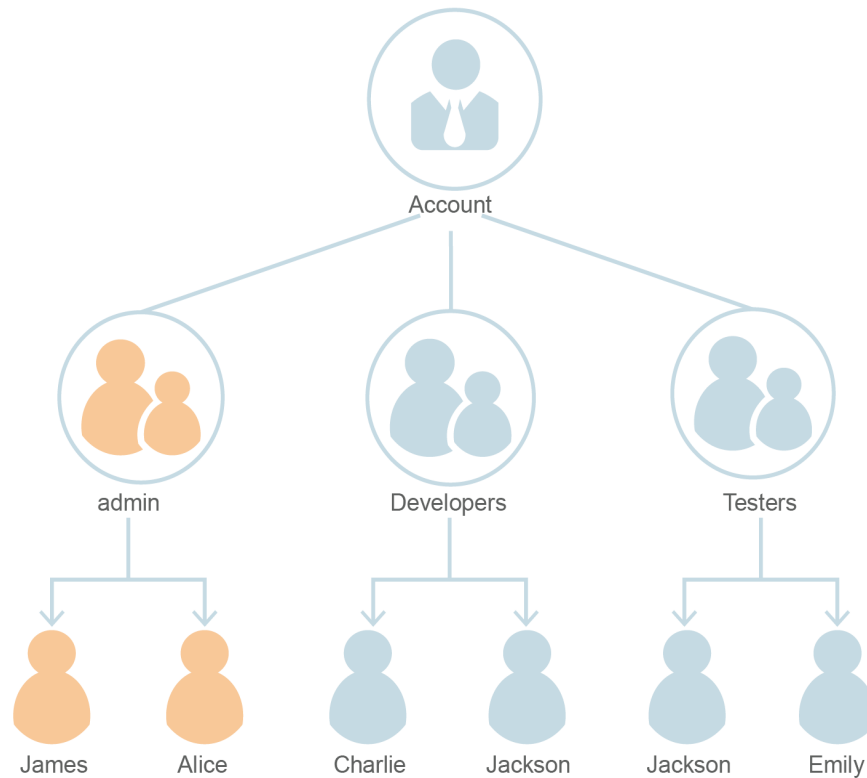 Account
admin
Developers
Testers
James
Alice
Charlie
Jackson
Jackson
Emily